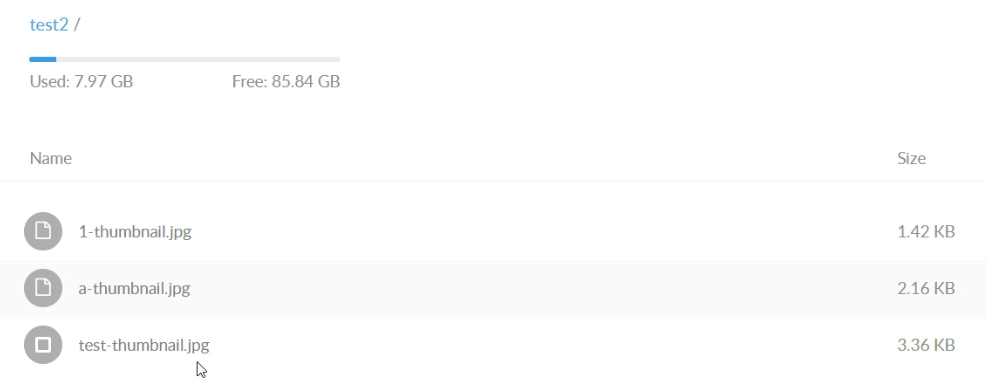 test2 /
Used: 7.97 GB Free: 85.84 GB
Name Size
1-thumbnail.jpg 1.42 KB
a-thumbnail.jpg 2.16 KB
test-thumbnail.jpg 3.36 KB